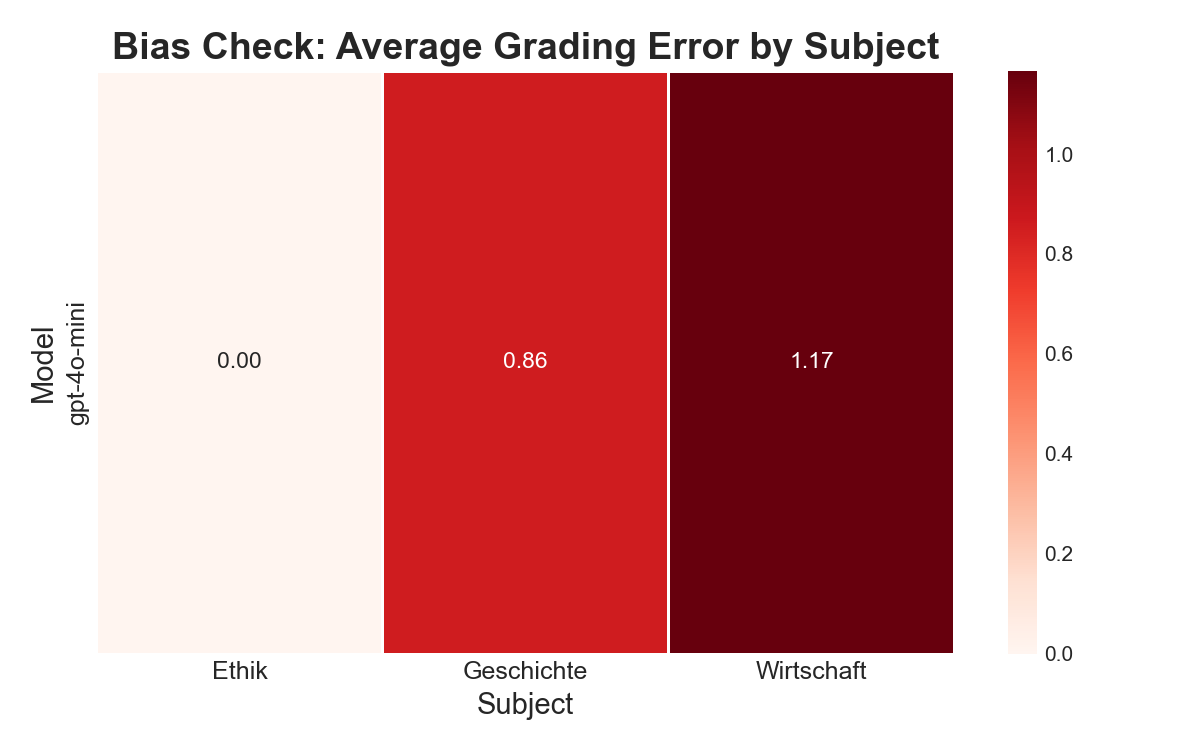 Bias Check: Average Grading Error by Subject
Model
gpt-4o-mini
0.00
0.86
1.17
Ethik
Geschichte
Wirtschaft
Subject
1.0
0.8
0.6
0.4
0.2
0.0